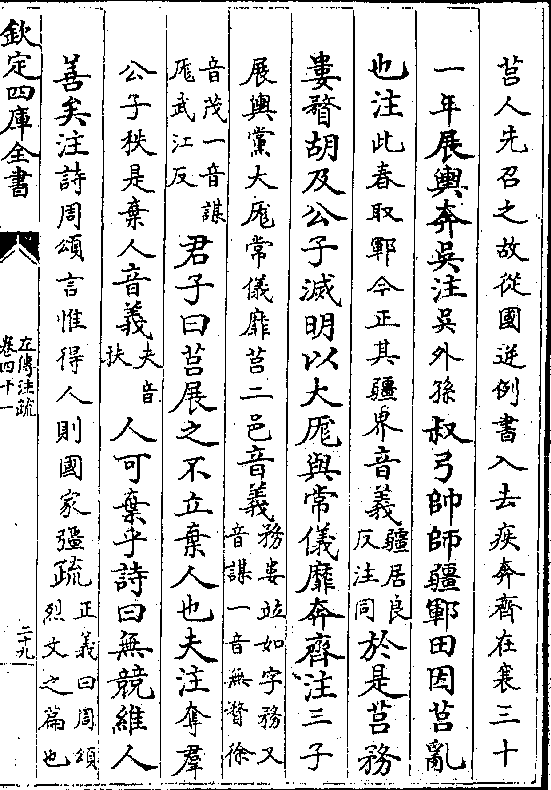 莒人先召之故從國逆例書入去疾奔齊在襄三十
一年展輿奔吳注吳外孫叔弓帥師疆鄆田因莒亂
也注此春取鄆今正其疆界音義疆居良反注同於是莒務
婁瞀胡及公子滅明以大厖與常儀靡奔齊注三子
展輿黨大厖常儀靡莒二邑音義務婁竝如字務又音謀一音無瞀徐
音茂一音謀厖武江反君子曰莒展之不立棄人也夫注奪羣
公子秩是棄人音義夫音扶人可棄乎詩曰無競維人
善矣注詩周頌言惟得人則國家彊疏正義曰周頌烈文之篇也
欽定四庫全書
左傳注疏
卷四十一
二十九